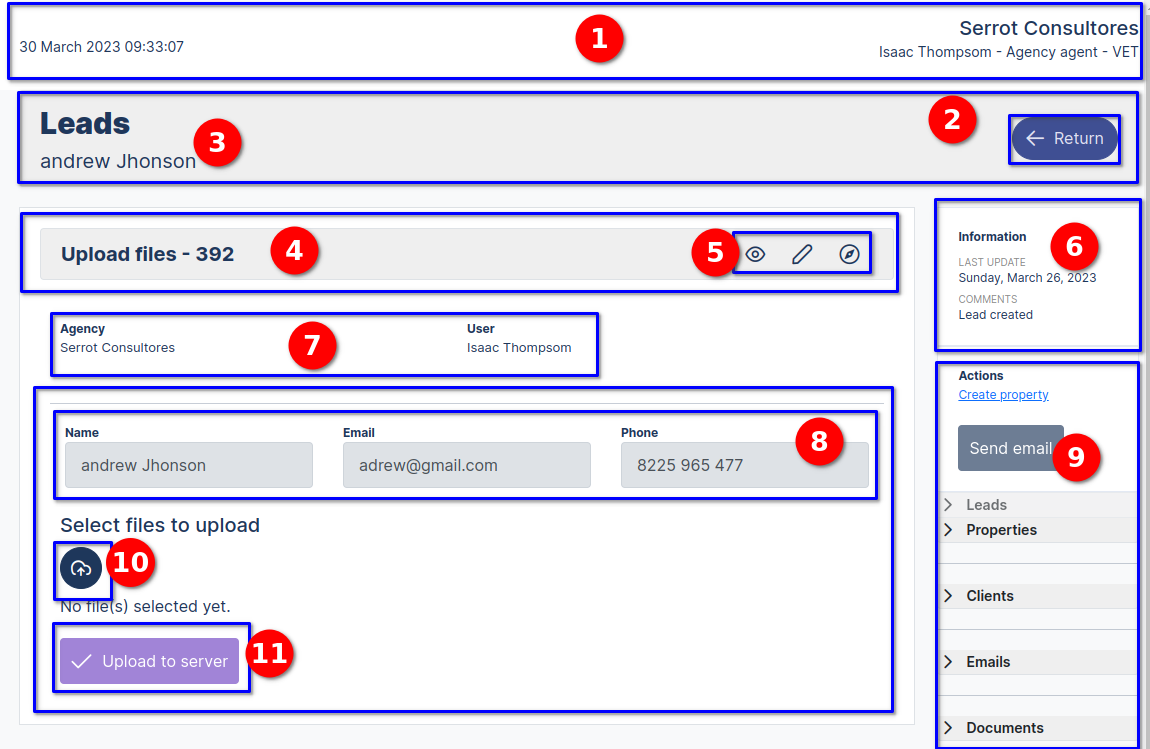 Serrot Consultores
30 March 2023 09:33:07
Isaac Thompsom - Agency agent - VET
1
2
Leads
3
andrew Jhonson
Return
Upload files - 392
4
5
Information
6
LAST UPDATE
Sunday, March 26, 2023
COMMENTS
Lead created
Agency
User
7
Serrot Consultores
Isaac Thompsom
Name
Email
Phone
8
andrew Jhonson
adrew@gmail.com
8225 965 477
Select files to upload
10
No file(s) selected yet.
Upload to server
11
Actions
Create property
Send email
9
Leads
Properties
Clients
Emails
Documents